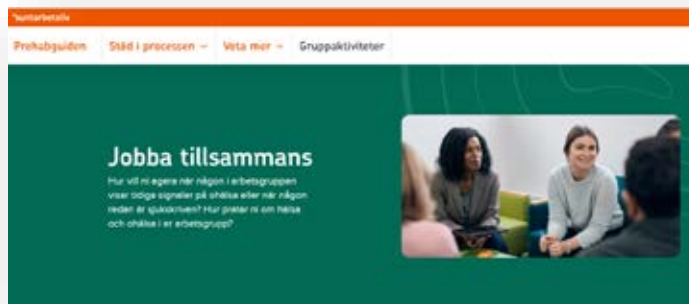 suntarbetsliv
Prehabguiden Stöd i processen Veta mer Gruppaktiviteter
Jobba tillsammans
Hur vill ni agera när någon i arbetsgruppen
visar tidiga signaler på ohälsa eller när någon
redan är sjukskriven? Hur pratar ni om hälsa
och ohälsa i er arbetsgrupp?